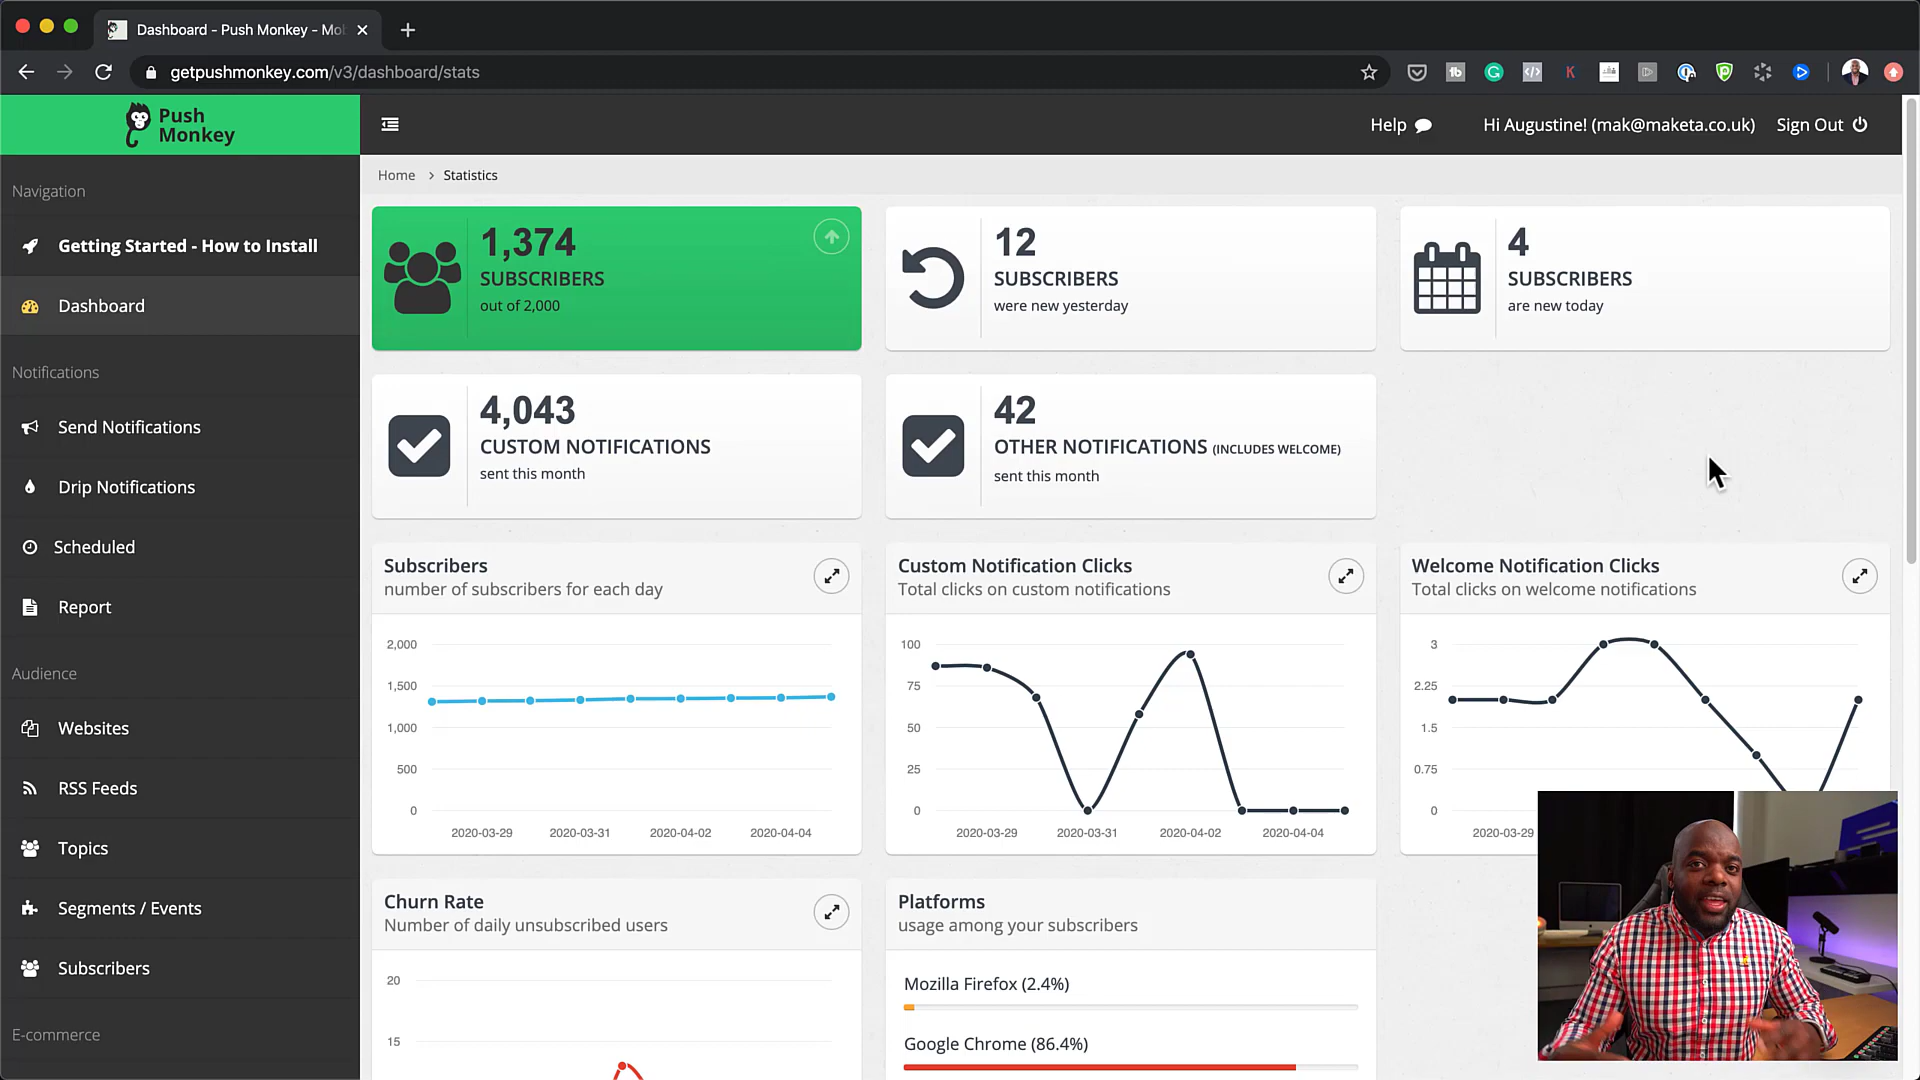 Dashboard - Push Monkey - Mo
getpushmonkey.com/v3/dashboard/stats
Push
Monkey
Help
Hi Augustine! (mak@maketa.co.uk)
Sign Out
Navigation
Getting Started - How to Install
Dashboard
Notifications
Send Notifications
Drip Notifications
Scheduled
Report
Audience
Websites
RSS Feeds
Topics
Segments / Events
Subscribers
E-commerce
Home > Statistics
1,374
SUBSCRIBERS
out of 2,000
12
SUBSCRIBERS
were new yesterday
4
SUBSCRIBERS
are new today
4,043
CUSTOM NOTIFICATIONS
sent this month
42
OTHER NOTIFICATIONS (INCLUDES WELCOME)
sent this month
Subscribers
number of subscribers for each day
2,000
1,500
1,000
500
0
2020-03-29 2020-03-31 2020-04-02 2020-04-04
Custom Notification Clicks
Total clicks on custom notifications
100
75
50
25
0
2020-03-29 2020-03-31 2020-04-02 2020-04-04
Welcome Notification Clicks
Total clicks on welcome notifications
3
2.25
1.5
0.75
0
2020-03-29
Churn Rate
Number of daily unsubscribed users
20
15
Platforms
usage among your subscribers
Mozilla Firefox (2.4%)
Google Chrome (86.4%)